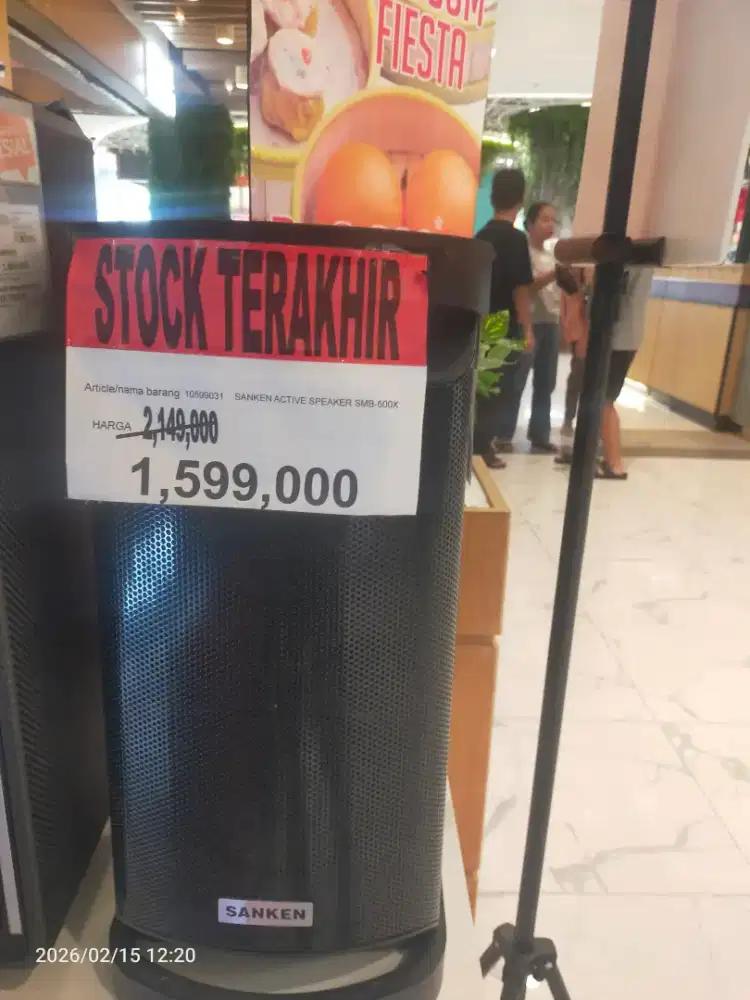 FIESTA
STOCK TERAKHIR
Article/nama barang 10599031 SANKEN ACTIVE SPEAKER SMB-600X
HARGA 2,149,000
1,599,000
SANKEN
2026/02/15 12:20